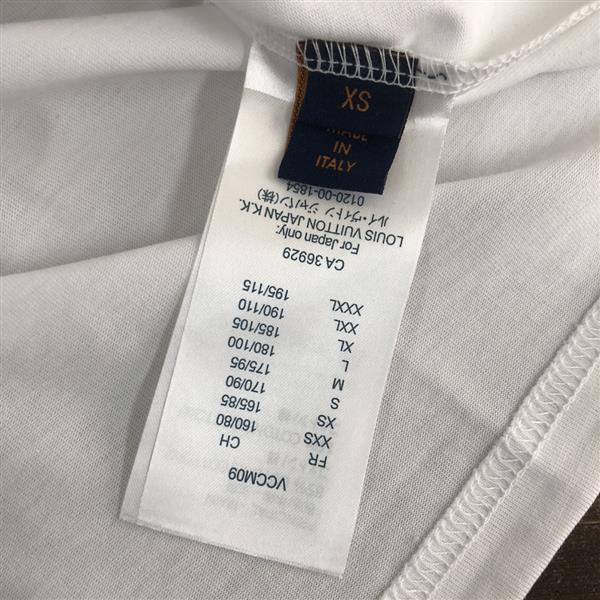 XS
MADE
IN
ITALY
VCCM09
FR CH
XXS 160/80
XS 165/85
S 170/90
M 175/95
L 180/100
XL 185/105
XXL 190/110
XXXL 195/115
CA 36929
For Japan only:
LOUIS VUITTON JAPAN K.K.
ルイ・ヴィトン ジャパン(株)
0120-00-1854